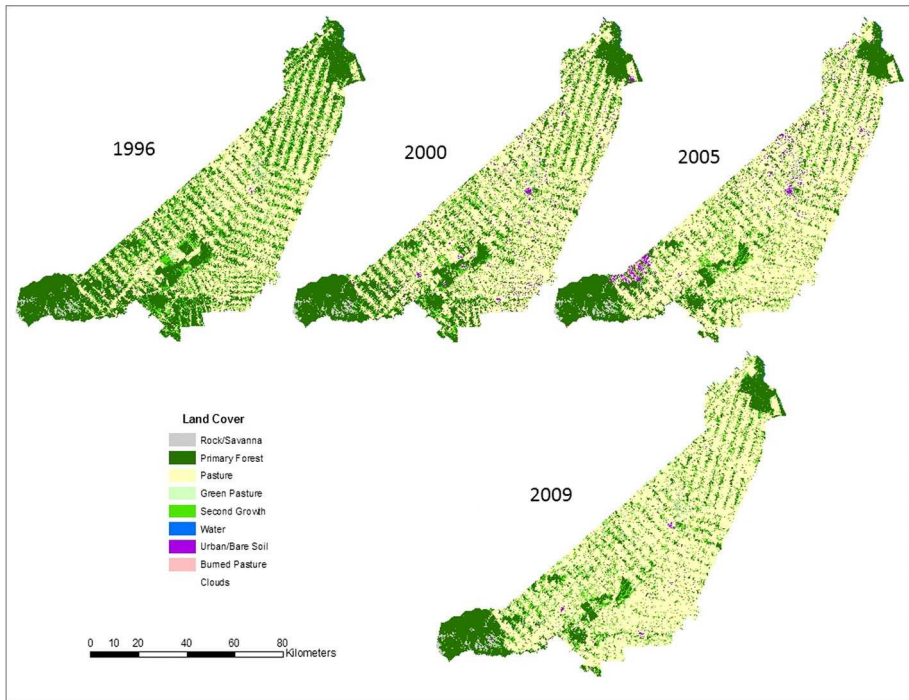 1996
2000
2005
2009
Land Cover
Rock/Savanna
Primary Forest
Pasture
Green Pasture
Second Growth
Water
Urban/Bare Soil
Burned Pasture
Clouds
0 10 20 40 60 80
Kilometers